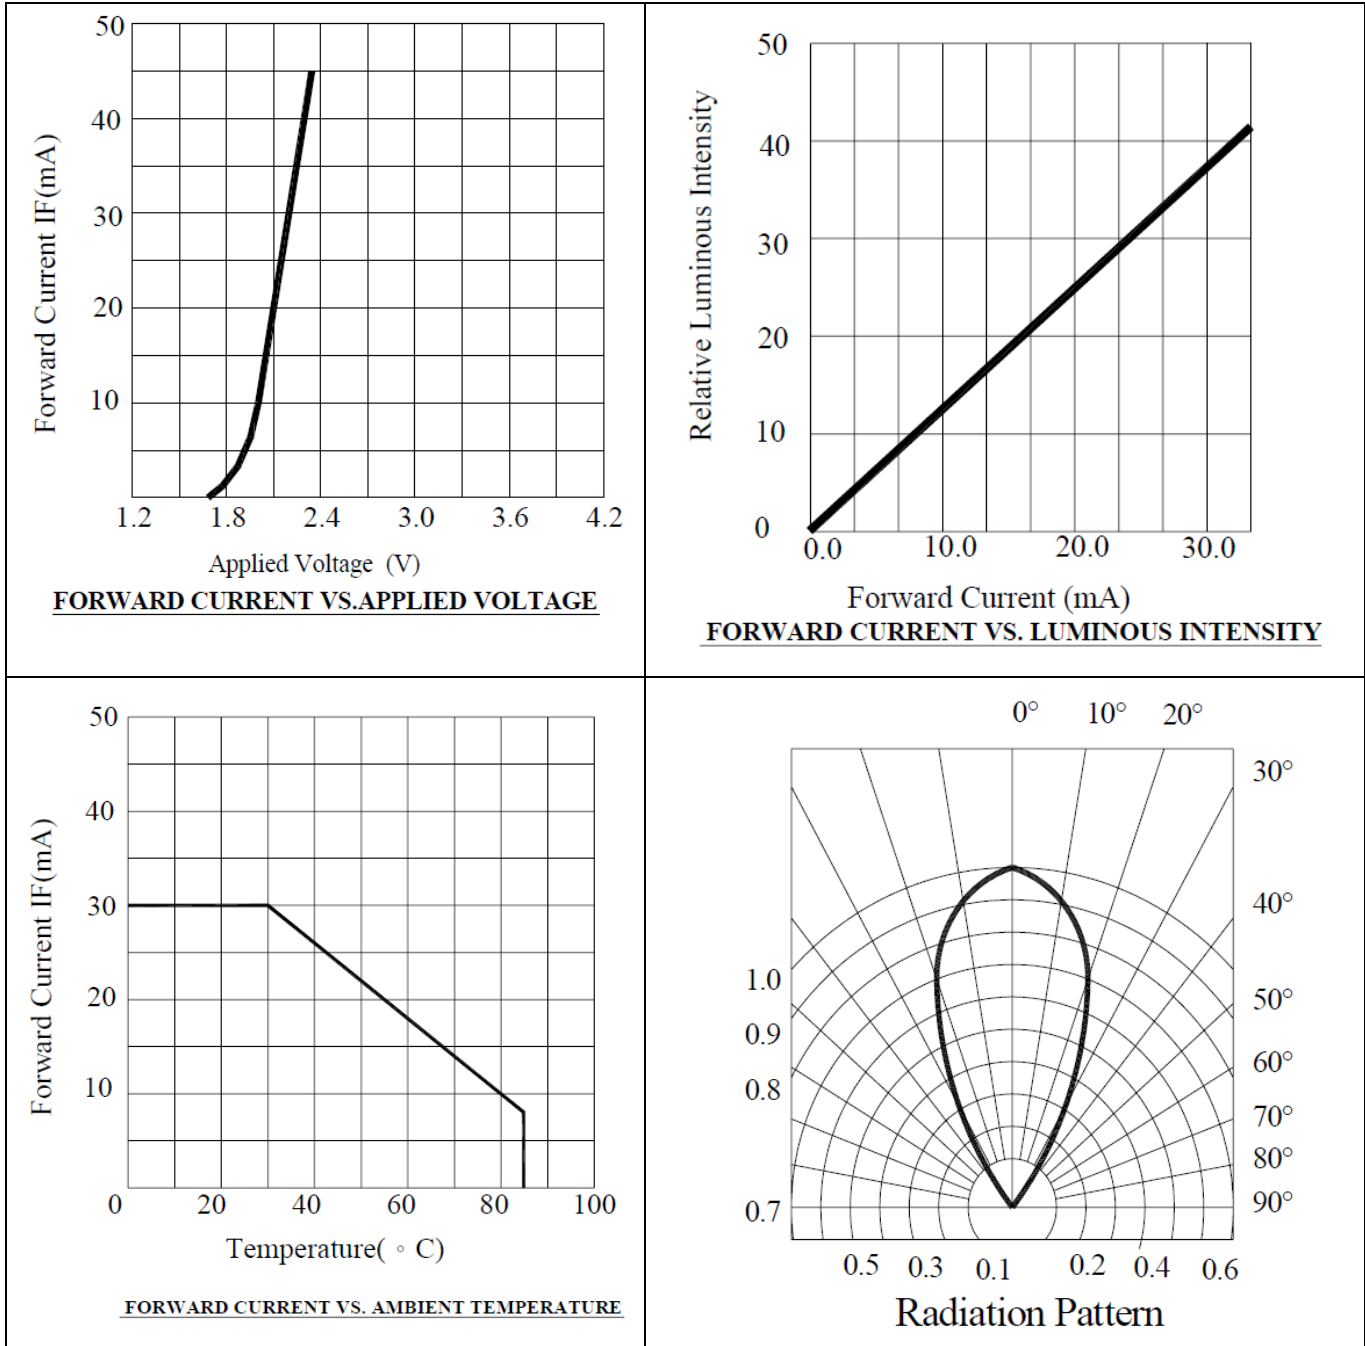 50
40
30
20
10
Forward Current IF(mA)
1.2 1.8 2.4 3.0 3.6 4.2
Applied Voltage (V)
FORWARD CURRENT VS.APPLIED VOLTAGE
50
40
30
20
10
0
Relative Luminous Intensity
0.0 10.0 20.0 30.0
Forward Current (mA)
FORWARD CURRENT VS. LUMINOUS INTENSITY
50
40
30
20
10
Forward Current IF(mA)
0 20 40 60 80 100
Temperature( ∘ C)
FORWARD CURRENT VS. AMBIENT TEMPERATURE
0° 10° 20°
30°
40°
50°
60°
70°
80°
90°
1.0
0.9
0.8
0.7
0.5 0.3 0.1 0.2 0.4 0.6
Radiation Pattern